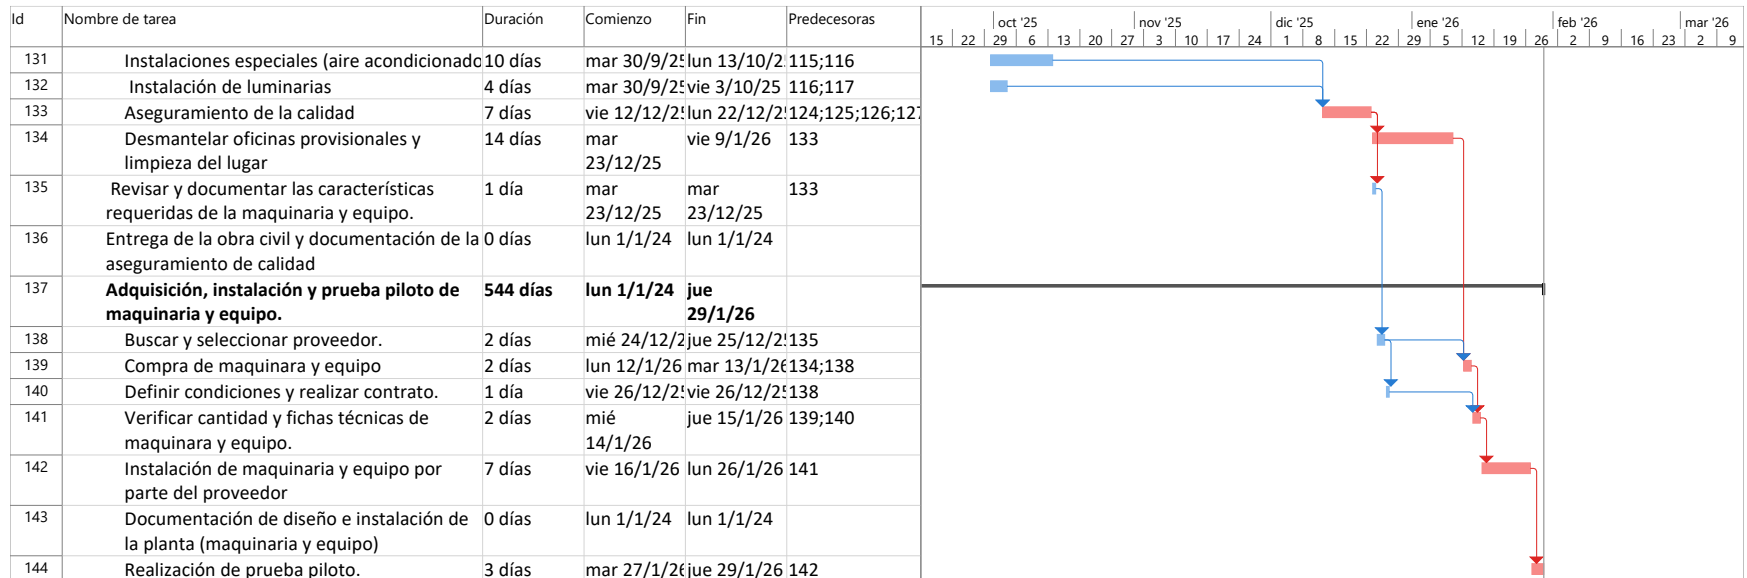 Id Nombre de tarea Duración Comienzo Fin Predecesoras
oct '25 nov '25 dic '25 ene '26 feb '26 mar '26
15 22 29 6 13 20 27 3 10 17 24 1 8 15 22 29 5 12 19 26 2 9 16 23 2 9
131 Instalaciones especiales (aire acondicionado 10 días mar 30/9/25 lun 13/10/2 115;116
132 Instalación de luminarias 4 días mar 30/9/25 vie 3/10/25 116;117
133 Aseguramiento de la calidad 7 días vie 12/12/25 lun 22/12/25 124;125;126;127
134 Desmantelar oficinas provisionales y 14 días mar vie 9/1/26 133
limpieza del lugar 23/12/25
135 Revisar y documentar las características 1 día mar mar 133
requeridas de la maquinaria y equipo. 23/12/25 23/12/25
136 Entrega de la obra civil y documentación de la 0 días lun 1/1/24 lun 1/1/24
aseguramiento de calidad
137 Adquisición, instalación y prueba piloto de 544 días lun 1/1/24 jue
maquinaria y equipo. 29/1/26
138 Buscar y seleccionar proveedor. 2 días mié 24/12/2 jue 25/12/25 135
139 Compra de maquinara y equipo 2 días lun 12/1/26 mar 13/1/26 134;138
140 Definir condiciones y realizar contrato. 1 día vie 26/12/25 vie 26/12/25 138
141 Verificar cantidad y fichas técnicas de 2 días mié jue 15/1/26 139;140
maquinara y equipo. 14/1/26
142 Instalación de maquinaria y equipo por 7 días vie 16/1/26 lun 26/1/26 141
parte del proveedor
143 Documentación de diseño e instalación de 0 días lun 1/1/24 lun 1/1/24
la planta (maquinaria y equipo)
144 Realización de prueba piloto. 3 días mar 27/1/26 jue 29/1/26 142